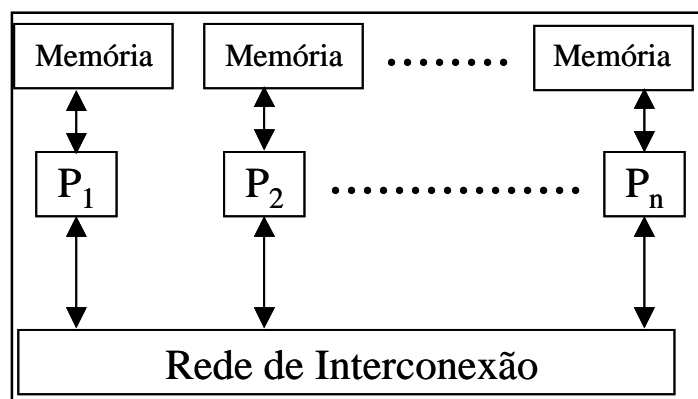 Memória Memória ........ Memória
P₁ P₂ ................. Pₙ
Rede de Interconexão